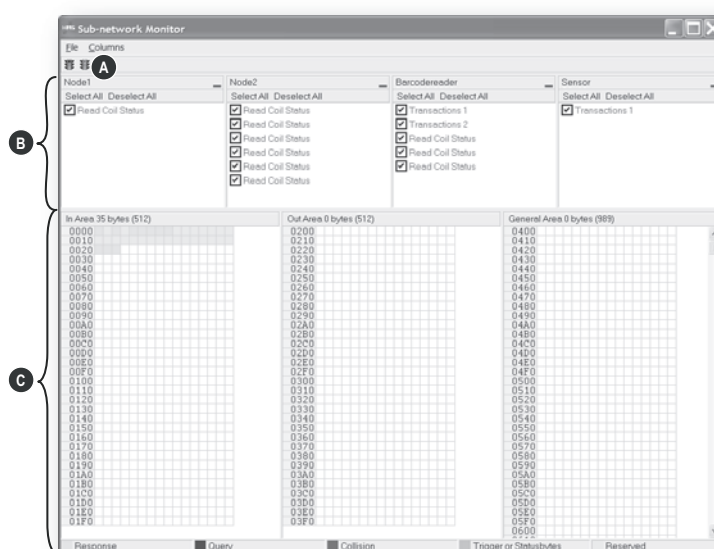 HMS Sub-network Monitor
File Columns
A
Node1
Node2
Barcodereader
Sensor
Select All Deselect All
Select All Deselect All
Select All Deselect All
Select All Deselect All
Read Coil Status
Read Coil Status
Transactions 1
Transactions 1
Read Coil Status
Transactions 2
Read Coil Status
Read Coil Status
Read Coil Status
Read Coil Status
Read Coil Status
Read Coil Status
Read Coil Status
B
In Area 35 bytes (512)
Out Area 0 bytes (512)
General Area 0 bytes (989)
0000 0200 0400
0010 0210 0410
0020 0220 0420
0030 0230 0430
0040 0240 0440
0050 0250 0450
0060 0260 0460
0070 0270 0470
0080 0280 0480
0090 0290 0490
00A0 02A0 04A0
00B0 02B0 04B0
00C0 02C0 04C0
00D0 02D0 04D0
00E0 02E0 04E0
00F0 02F0 04F0
0100 0300 0500
0110 0310 0510
0120 0320 0520
0130 0330 0530
0140 0340 0540
0150 0350 0550
0160 0360 0560
0170 0370 0570
0180 0380 0580
0190 0390 0590
01A0 03A0 05A0
01B0 03B0 05B0
01C0 03C0 05C0
01D0 03D0 05D0
01E0 03E0 05E0
01F0 03F0 05F0
0600
C
Response Query Collision Trigger or Statusbytes Reserved